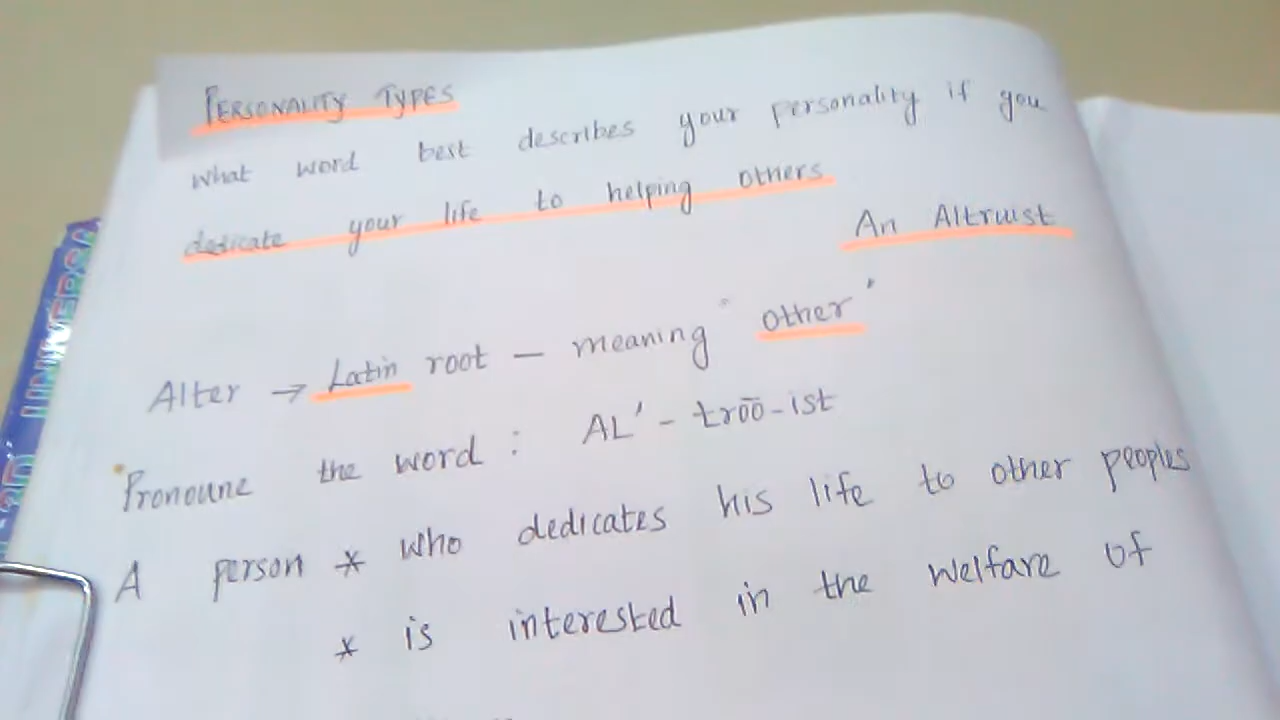 PERSONALITY TYPES
What word best describes your personality if you
dedicate your life to helping others
An Altruist
Alter → Latin root — meaning "other"
Pronoune the word : AL' - trōō - ist
A person * who dedicates his life to other peoples
* is interested in the welfare of